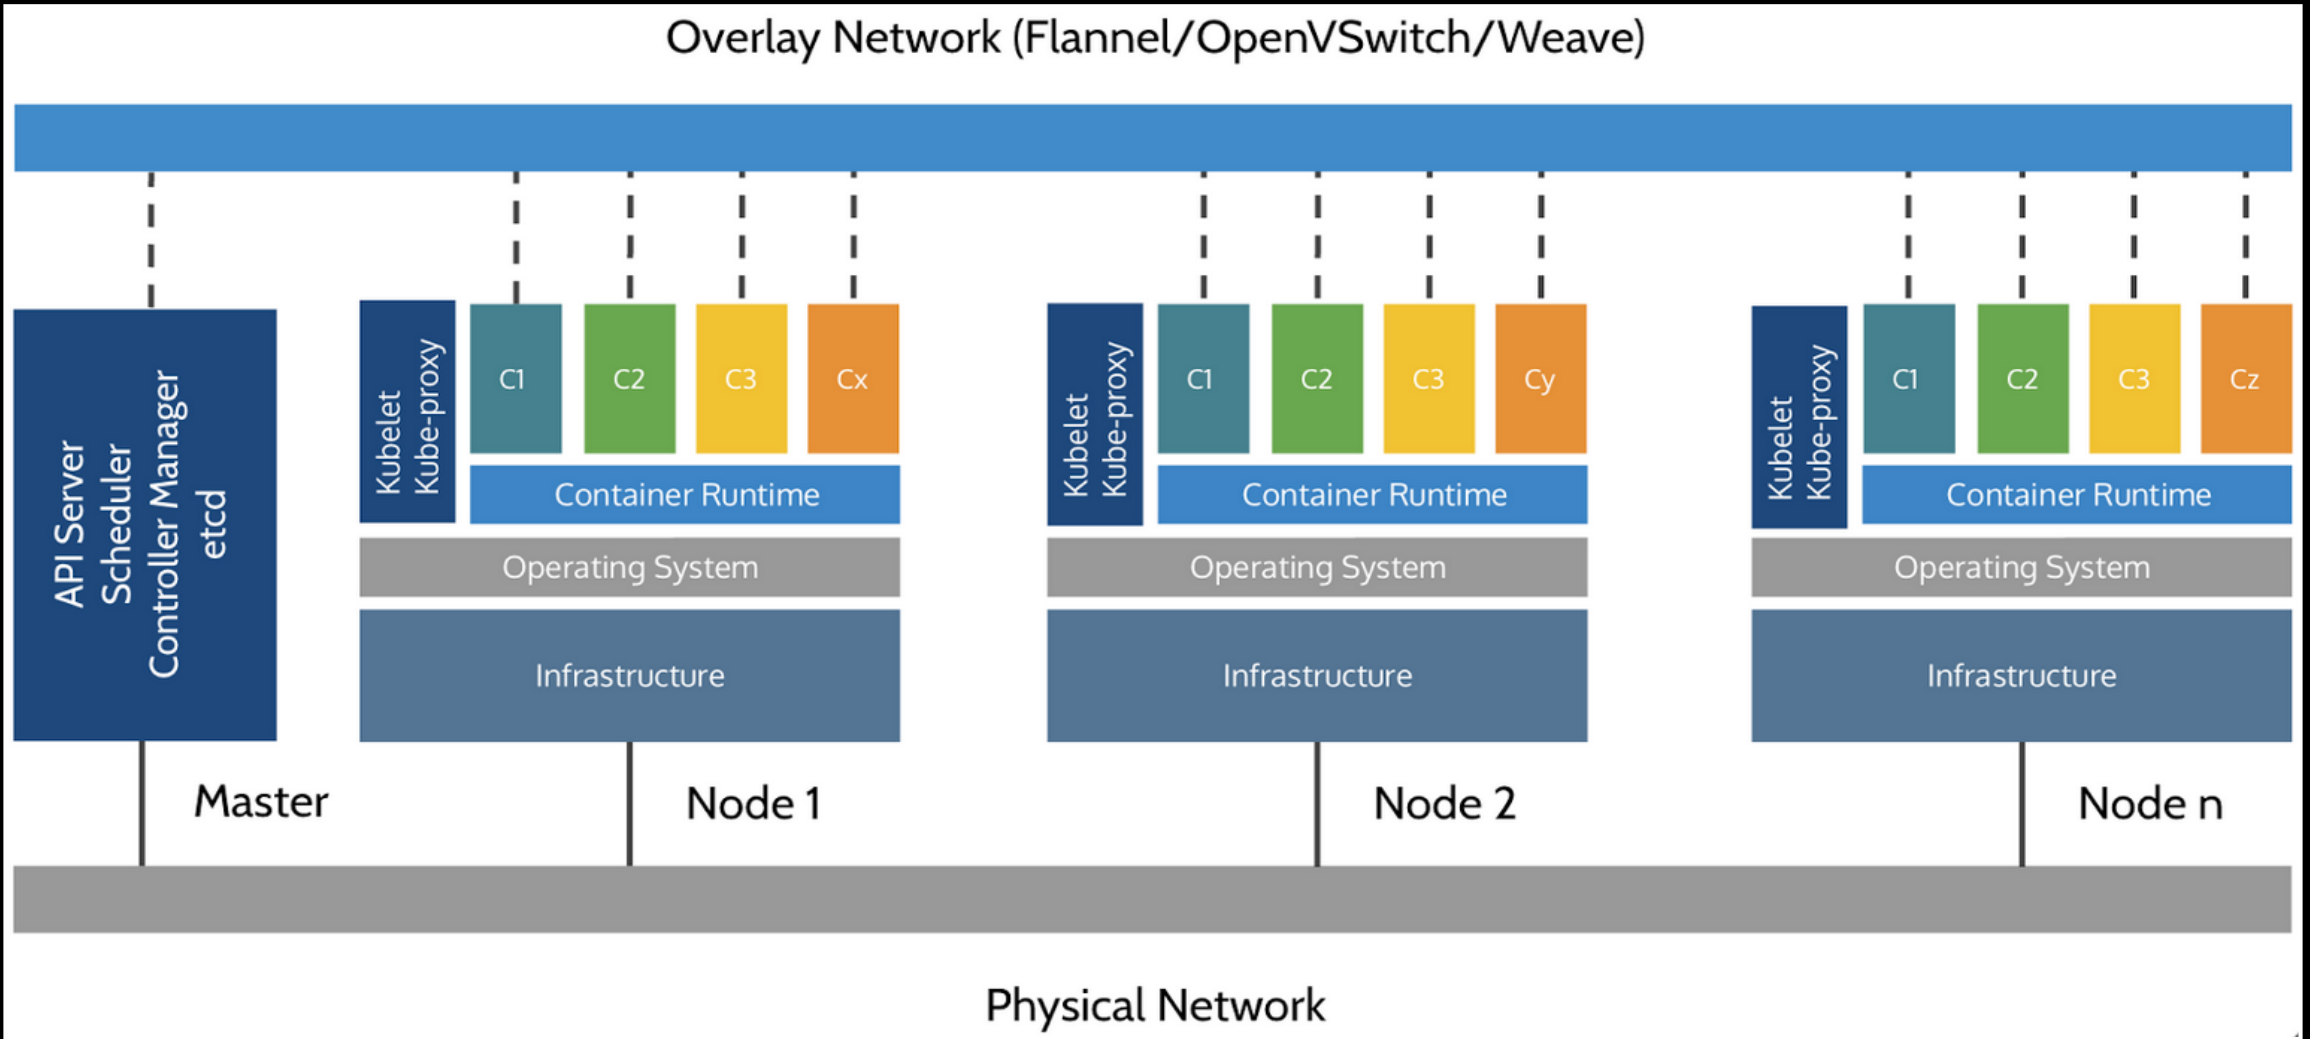 Overlay Network (Flannel/OpenVSwitch/Weave)
API Server
Scheduler
Controller Manager
etcd
Kubelet
Kube-proxy
C1
C2
C3
Cx
Container Runtime
Operating System
Infrastructure
Kubelet
Kube-proxy
C1
C2
C3
Cy
Container Runtime
Operating System
Infrastructure
Kubelet
Kube-proxy
C1
C2
C3
Cz
Container Runtime
Operating System
Infrastructure
Master
Node 1
Node 2
Node n
Physical Network